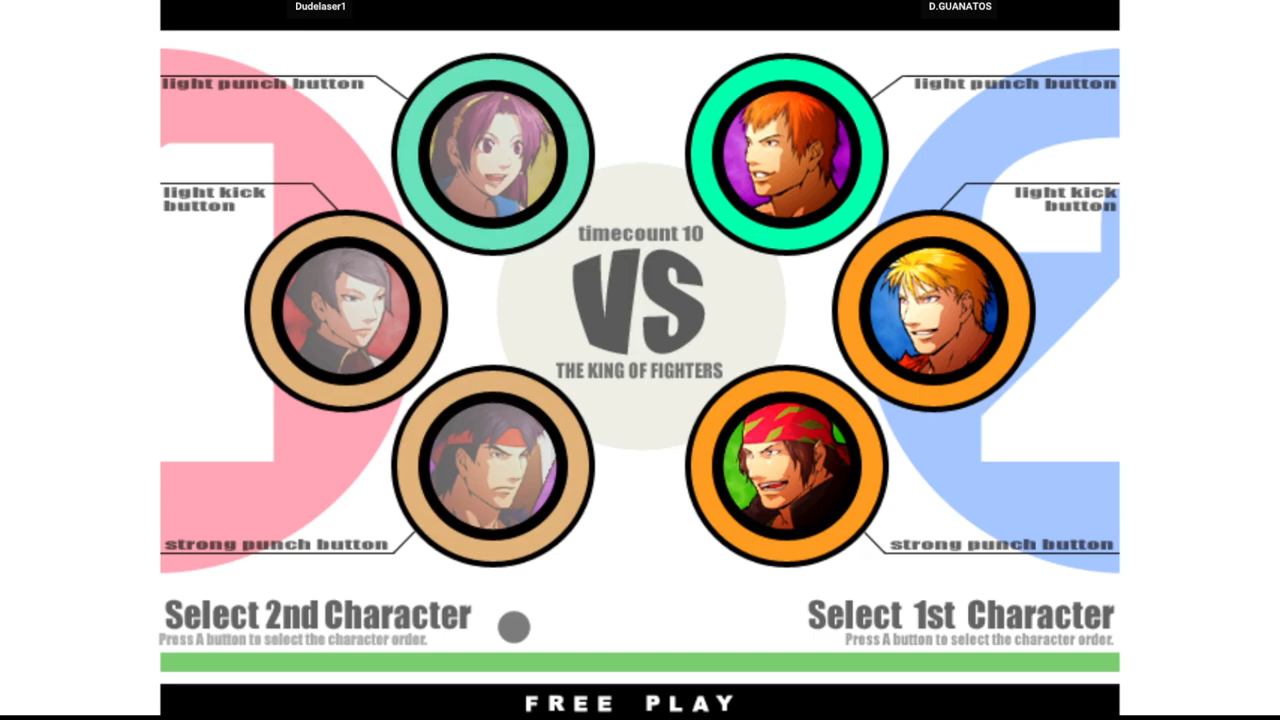 Dudelaser1
D.GUANATOS
light punch button
light punch button
light kick
button
light kick
button
timecount 10
VS
THE KING OF FIGHTERS
strong punch button
strong punch button
Select 2nd Character
Press A button to select the character order.
Select 1st Character
Press A button to select the character order.
FREE PLAY